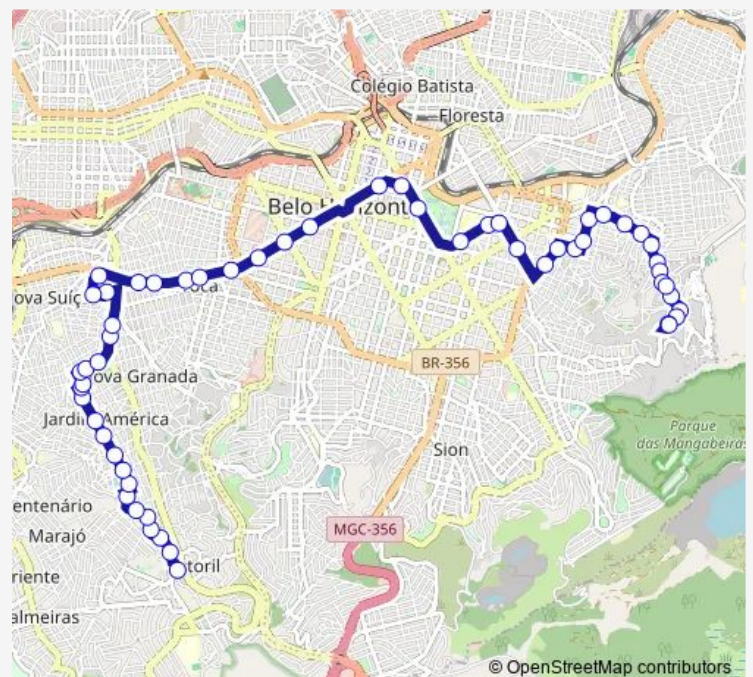 Colégio Batista
Floresta
Belo Horizont
ova Suíç
oca
BR-356
ova Granada
Jardim América
Parque
das Mangabeiras
Sion
entenário
MGC-356
Marajó
toril
riente
almeiras
© OpenStreetMap contributors